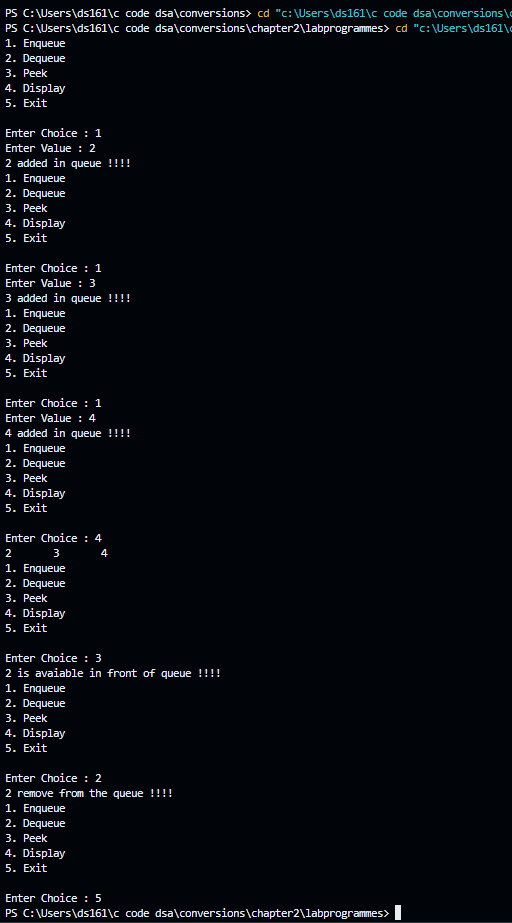 PS C:\Users\ds161\c code dsa\conversions> cd "c:\Users\ds161\c code dsa\conversions\c
PS C:\Users\ds161\c code dsa\conversions\chapter2\labprogrammes> cd "c:\Users\ds161\c
1. Enqueue
2. Dequeue
3. Peek
4. Display
5. Exit
Enter Choice : 1
Enter Value : 2
2 added in queue !!!!
1. Enqueue
2. Dequeue
3. Peek
4. Display
5. Exit
Enter Choice : 1
Enter Value : 3
3 added in queue !!!!
1. Enqueue
2. Dequeue
3. Peek
4. Display
5. Exit
Enter Choice : 1
Enter Value : 4
4 added in queue !!!!
1. Enqueue
2. Dequeue
3. Peek
4. Display
5. Exit
Enter Choice : 4
2 3 4
1. Enqueue
2. Dequeue
3. Peek
4. Display
5. Exit
Enter Choice : 3
2 is avaiable in front of queue !!!!
1. Enqueue
2. Dequeue
3. Peek
4. Display
5. Exit
Enter Choice : 2
2 remove from the queue !!!!
1. Enqueue
2. Dequeue
3. Peek
4. Display
5. Exit
Enter Choice : 5
PS C:\Users\ds161\c code dsa\conversions\chapter2\labprogrammes>